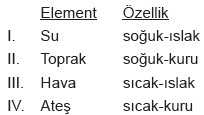 Element Özellik
I. Su soğuk-ıslak
II. Toprak soğuk-kuru
III. Hava sıcak-ıslak
IV. Ateş sıcak-kuru